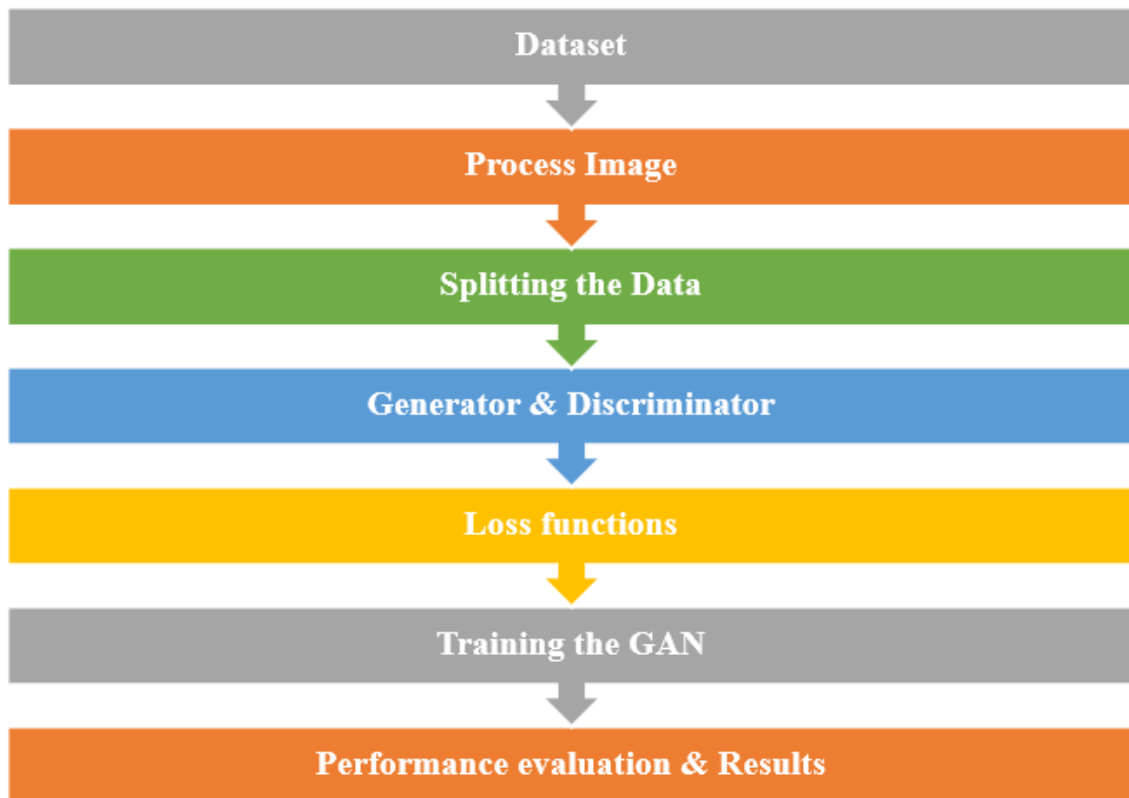 Dataset
Process Image
Splitting the Data
Generator & Discriminator
Loss functions
Training the GAN
Performance evaluation & Results